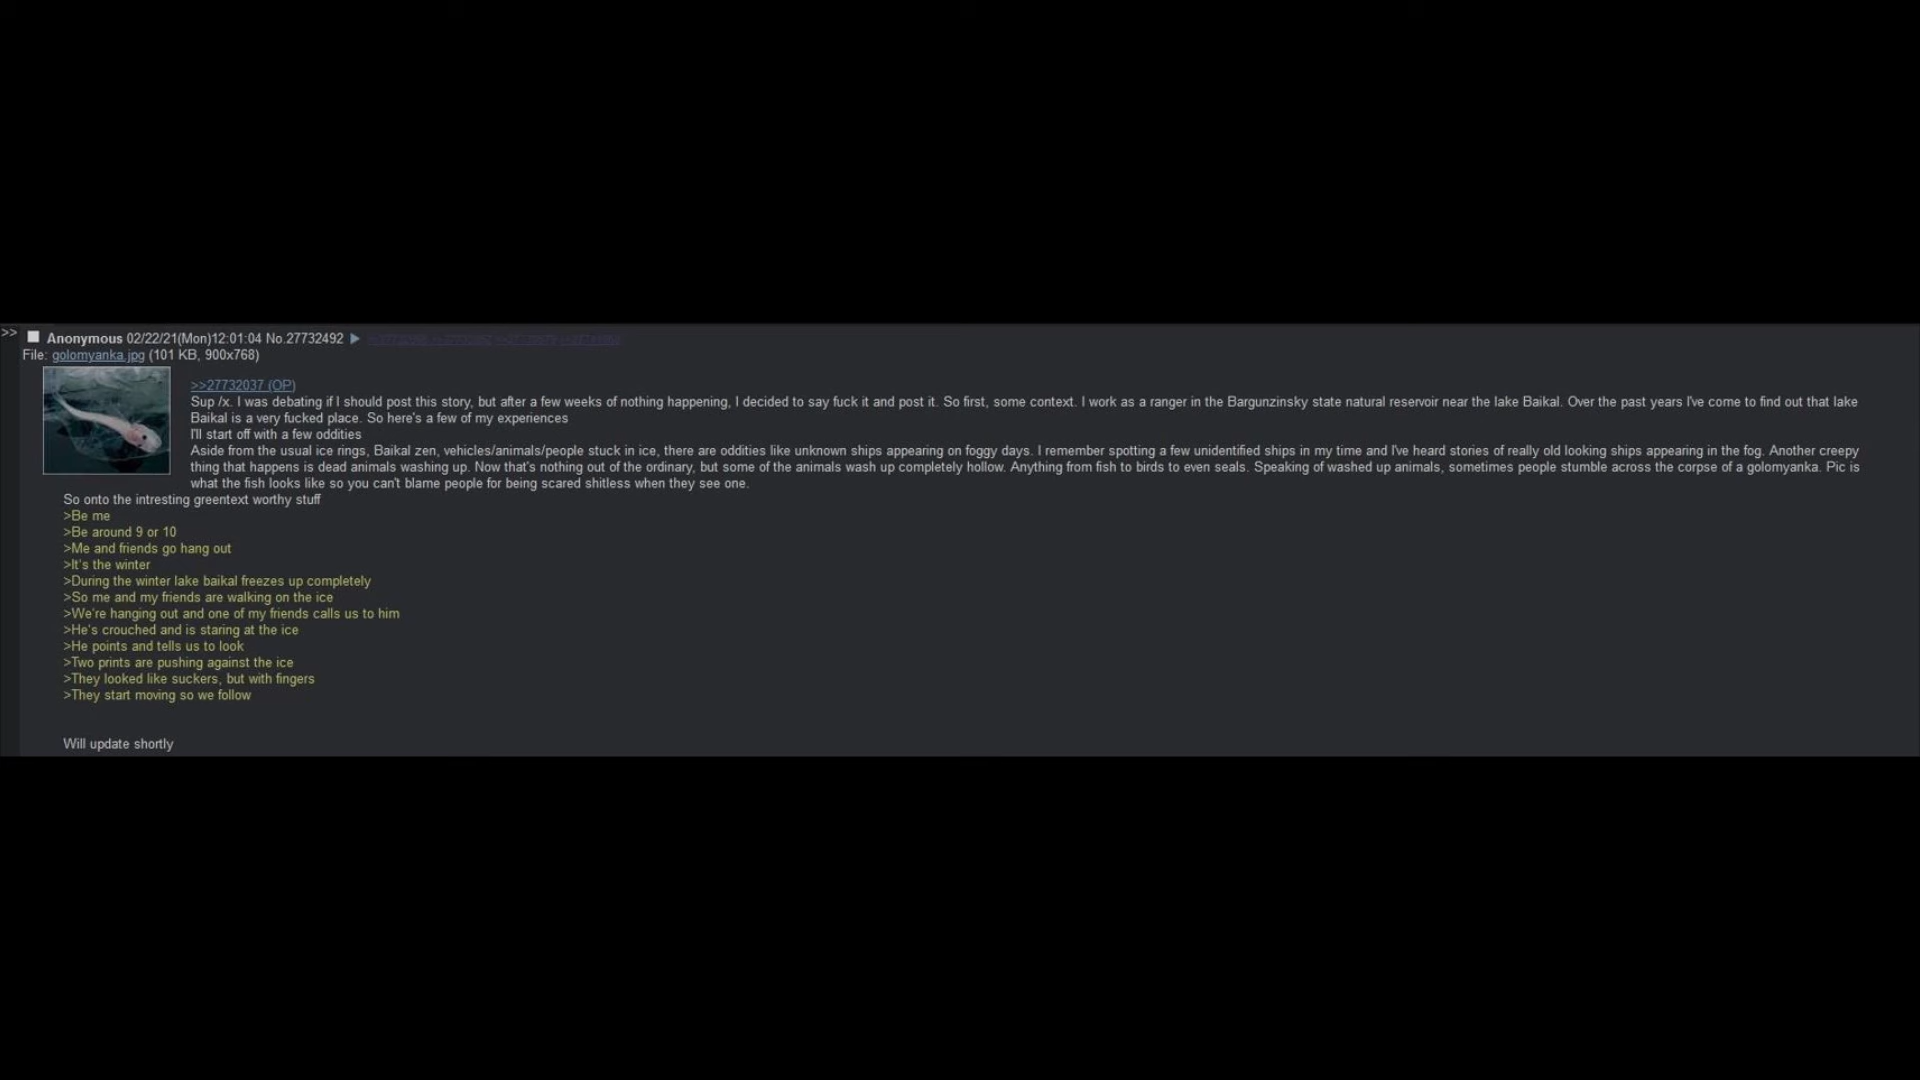 >> Anonymous 02/22/21(Mon)12:01:04 No.27732492 ▶
File: golomyanka.jpg (101 KB, 900x768)
>>27732037 (OP)
Sup /x. I was debating if I should post this story, but after a few weeks of nothing happening, I decided to say fuck it and post it. So first, some context. I work as a ranger in the Bargunzinsky state natural reservoir near the lake Baikal. Over the past years I've come to find out that lake
Baikal is a very fucked place. So here's a few of my experiences
I'll start off with a few oddities
Aside from the usual ice rings, Baikal zen, vehicles/animals/people stuck in ice, there are oddities like unknown ships appearing on foggy days. I remember spotting a few unidentified ships in my time and I've heard stories of really old looking ships appearing in the fog. Another creepy
thing that happens is dead animals washing up. Now that's nothing out of the ordinary, but some of the animals wash up completely hollow. Anything from fish to birds to even seals. Speaking of washed up animals, sometimes people stumble across the corpse of a golomyanka. Pic is
what the fish looks like so you can't blame people for being scared shitless when they see one.
So onto the intresting greentext worthy stuff
>Be me
>Be around 9 or 10
>Me and friends go hang out
>It's the winter
>During the winter lake baikal freezes up completely
>So me and my friends are walking on the ice
>We're hanging out and one of my friends calls us to him
>He's crouched and is staring at the ice
>He points and tells us to look
>Two prints are pushing against the ice
>They looked like suckers, but with fingers
>They start moving so we follow
Will update shortly